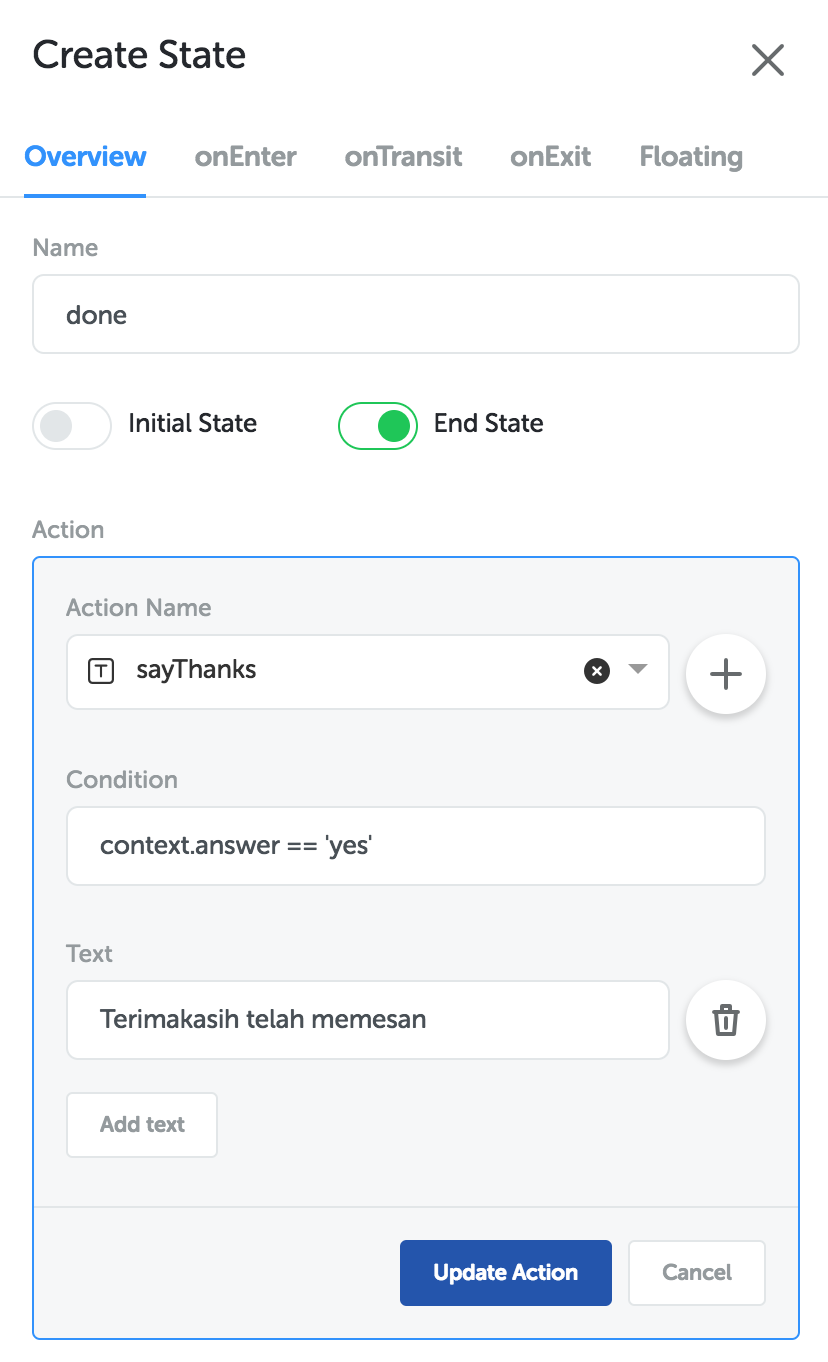 Create State
Overview onEnter onTransit onExit Floating
Name
done
Initial State End State
Action
Action Name
T sayThanks
Condition
context.answer == 'yes'
Text
Terimakasih telah memesan
Add text
Update Action Cancel